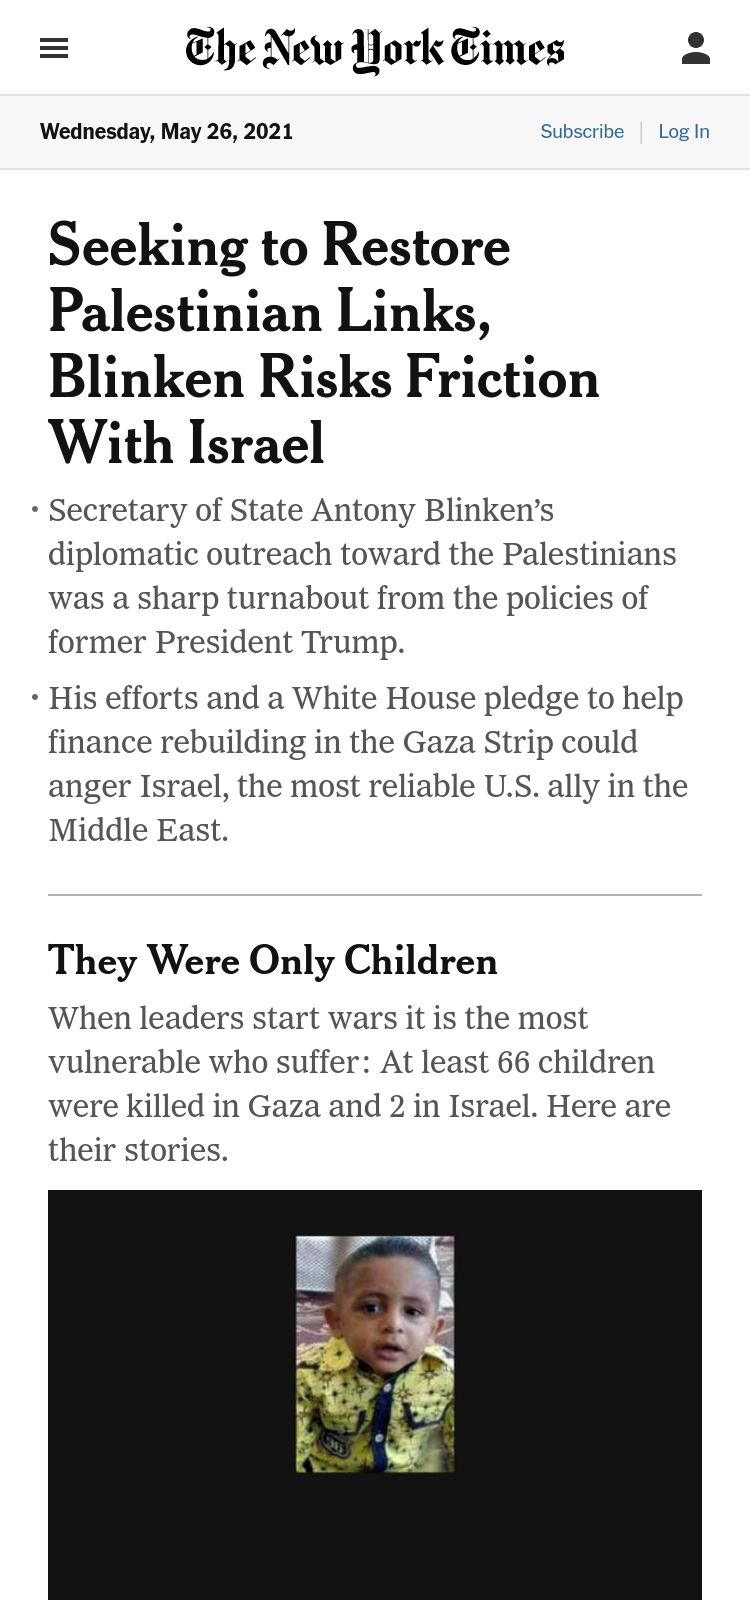 The New York Times
Wednesday, May 26, 2021
Subscribe | Log In
Seeking to Restore
Palestinian Links,
Blinken Risks Friction
With Israel
• Secretary of State Antony Blinken’s
diplomatic outreach toward the Palestinians
was a sharp turnabout from the policies of
former President Trump.
• His efforts and a White House pledge to help
finance rebuilding in the Gaza Strip could
anger Israel, the most reliable U.S. ally in the
Middle East.
They Were Only Children
When leaders start wars it is the most
vulnerable who suffer: At least 66 children
were killed in Gaza and 2 in Israel. Here are
their stories.